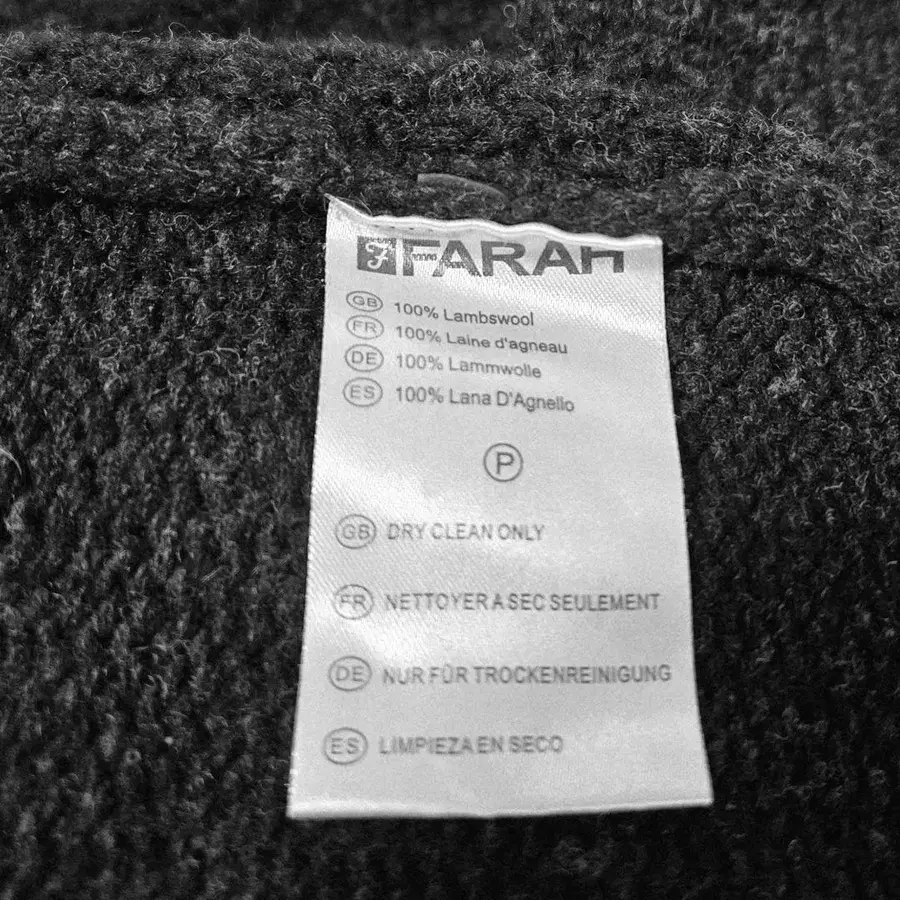 F FARAH
GB 100% Lambswool
FR 100% Laine d'agneau
DE 100% Lammwolle
ES 100% Lana D'Agnello
P
GB DRY CLEAN ONLY
FR NETTOYER A SEC SEULEMENT
DE NUR FÜR TROCKENREINIGUNG
ES LIMPIEZA EN SECO